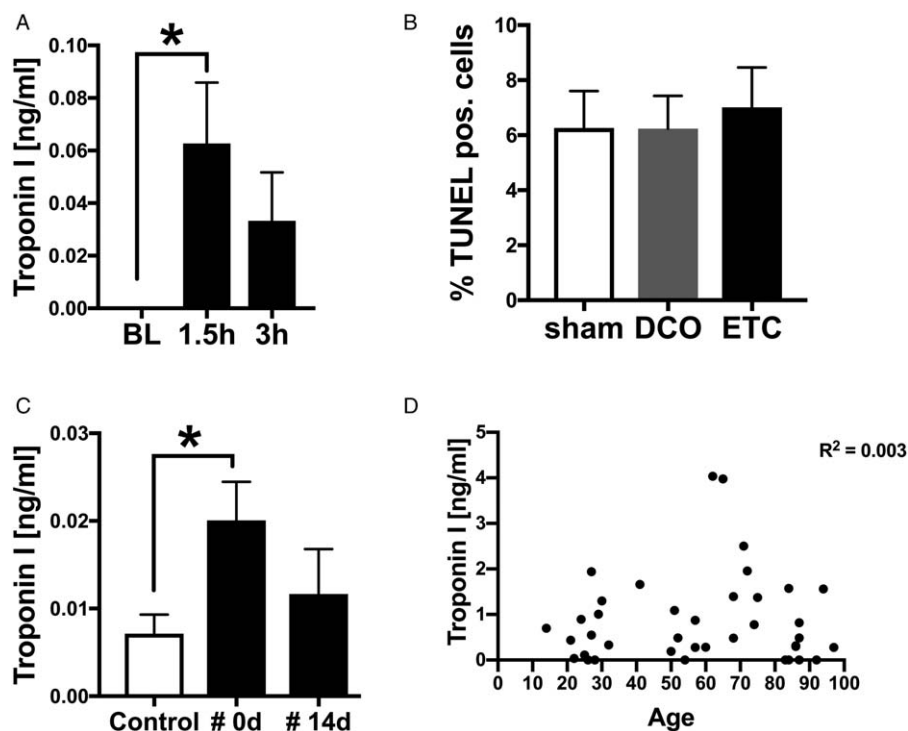 A
Troponin I [ng/ml]
0.10
0.08
0.06
0.04
0.02
0.00
*
BL 1.5h 3h
B
% TUNEL pos. cells
10
8
6
4
2
0
sham DCO ETC
C
Troponin I [ng/ml]
0.03
0.02
0.01
0.00
*
Control # 0d # 14d
D
R² = 0.003
Troponin I [ng/ml]
5
4
3
2
1
0
0 10 20 30 40 50 60 70 80 90 100
Age